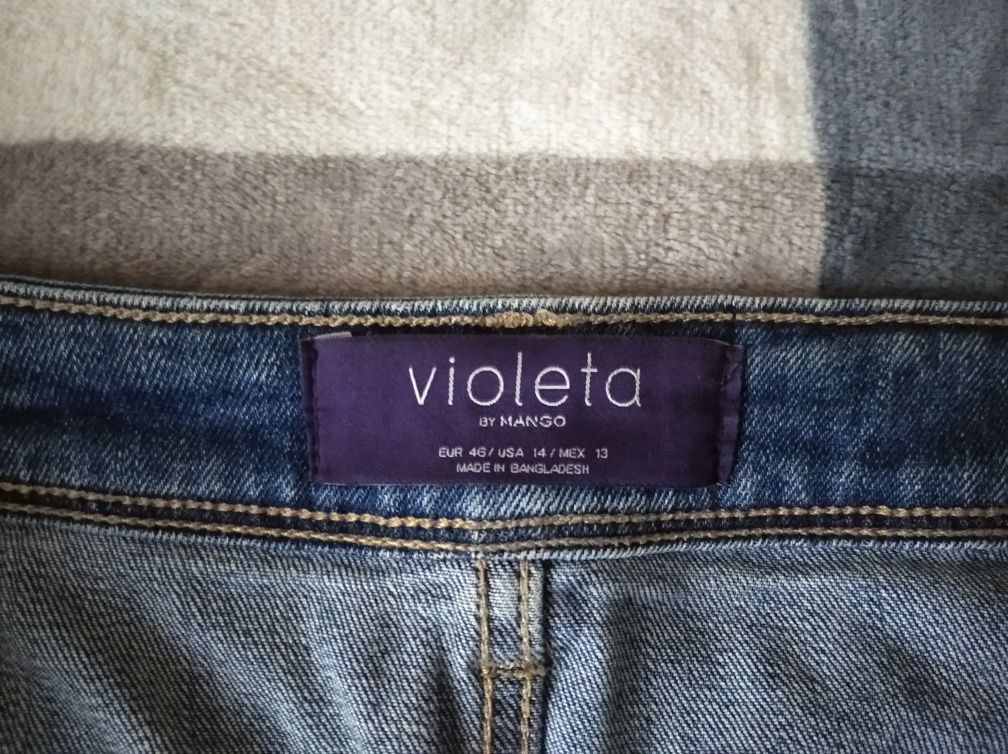 violeta
BY MANGO
EUR 46 / USA 14 / MEX 13
MADE IN BANGLADESH